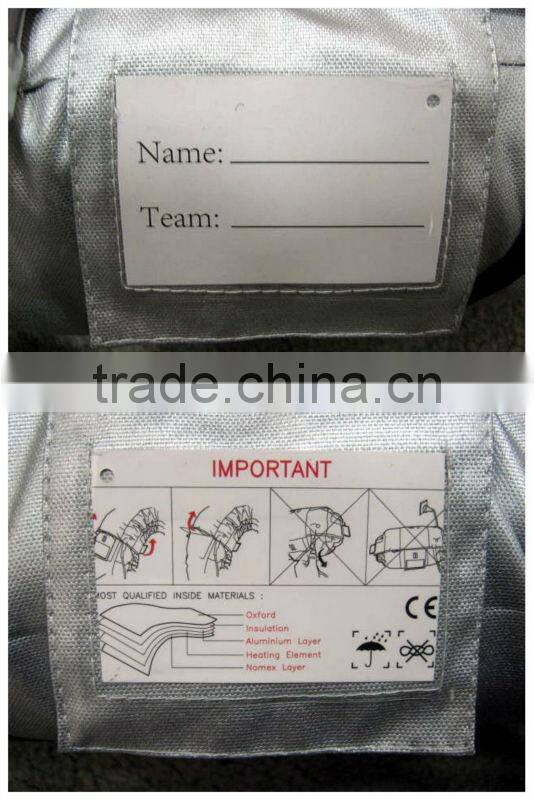 Name:
Team:
trade.china.cn
IMPORTANT
MOST QUALIFIED INSIDE MATERIALS :
Oxford
Insulation
Aluminium Layer
Heating Element
Nomex Layer
CE